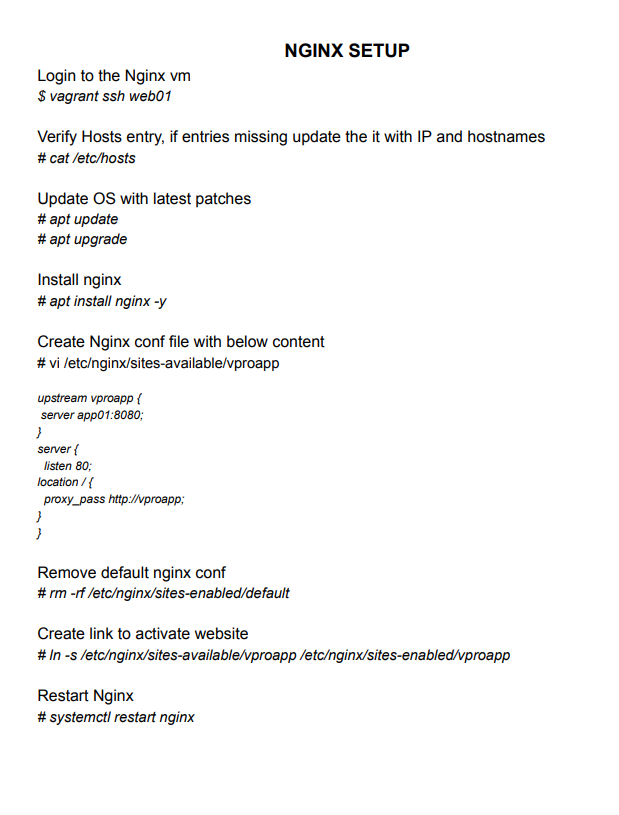 NGINX SETUP
Login to the Nginx vm
$ vagrant ssh web01
Verify Hosts entry, if entries missing update the it with IP and hostnames
# cat /etc/hosts
Update OS with latest patches
# apt update
# apt upgrade
Install nginx
# apt install nginx -y
Create Nginx conf file with below content
# vi /etc/nginx/sites-available/vproapp
upstream vproapp {
server app01:8080;
}
server {
listen 80;
location / {
proxy_pass http://vproapp;
}
}
Remove default nginx conf
# rm -rf /etc/nginx/sites-enabled/default
Create link to activate website
# ln -s /etc/nginx/sites-available/vproapp /etc/nginx/sites-enabled/vproapp
Restart Nginx
# systemctl restart nginx